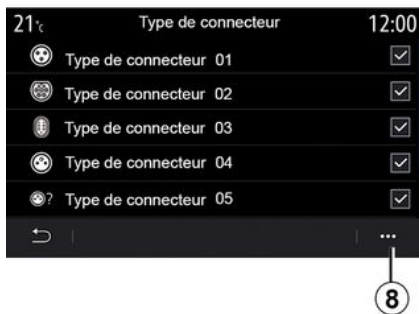 21°c Type de connecteur 12:00
Type de connecteur 01
Type de connecteur 02
Type de connecteur 03
Type de connecteur 04
? Type de connecteur 05
8